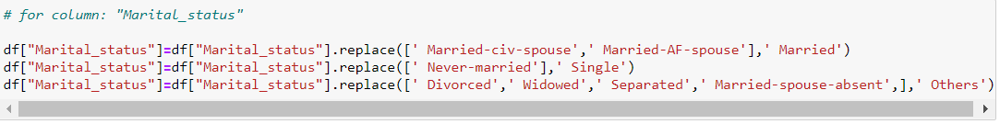 # for column: "Marital_status"
df["Marital_status"]=df["Marital_status"].replace([' Married-civ-spouse',' Married-AF-spouse'],' Married')
df["Marital_status"]=df["Marital_status"].replace([' Never-married'],' Single')
df["Marital_status"]=df["Marital_status"].replace([' Divorced',' Widowed',' Separated',' Married-spouse-absent',],' Others')